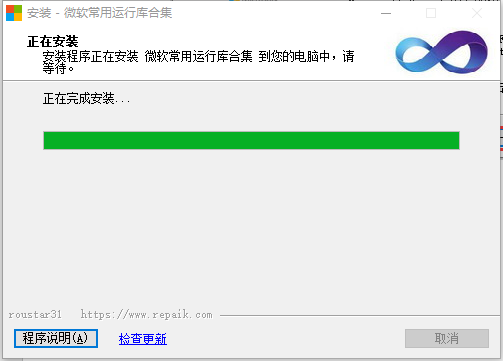 安装 - 微软常用运行库合集
正在安装
安装程序正在安装 微软常用运行库合集 到您的电脑中，请
等待。
正在完成安装...
roustar31 https://www.repaik.com
程序说明(A) 检查更新 取消